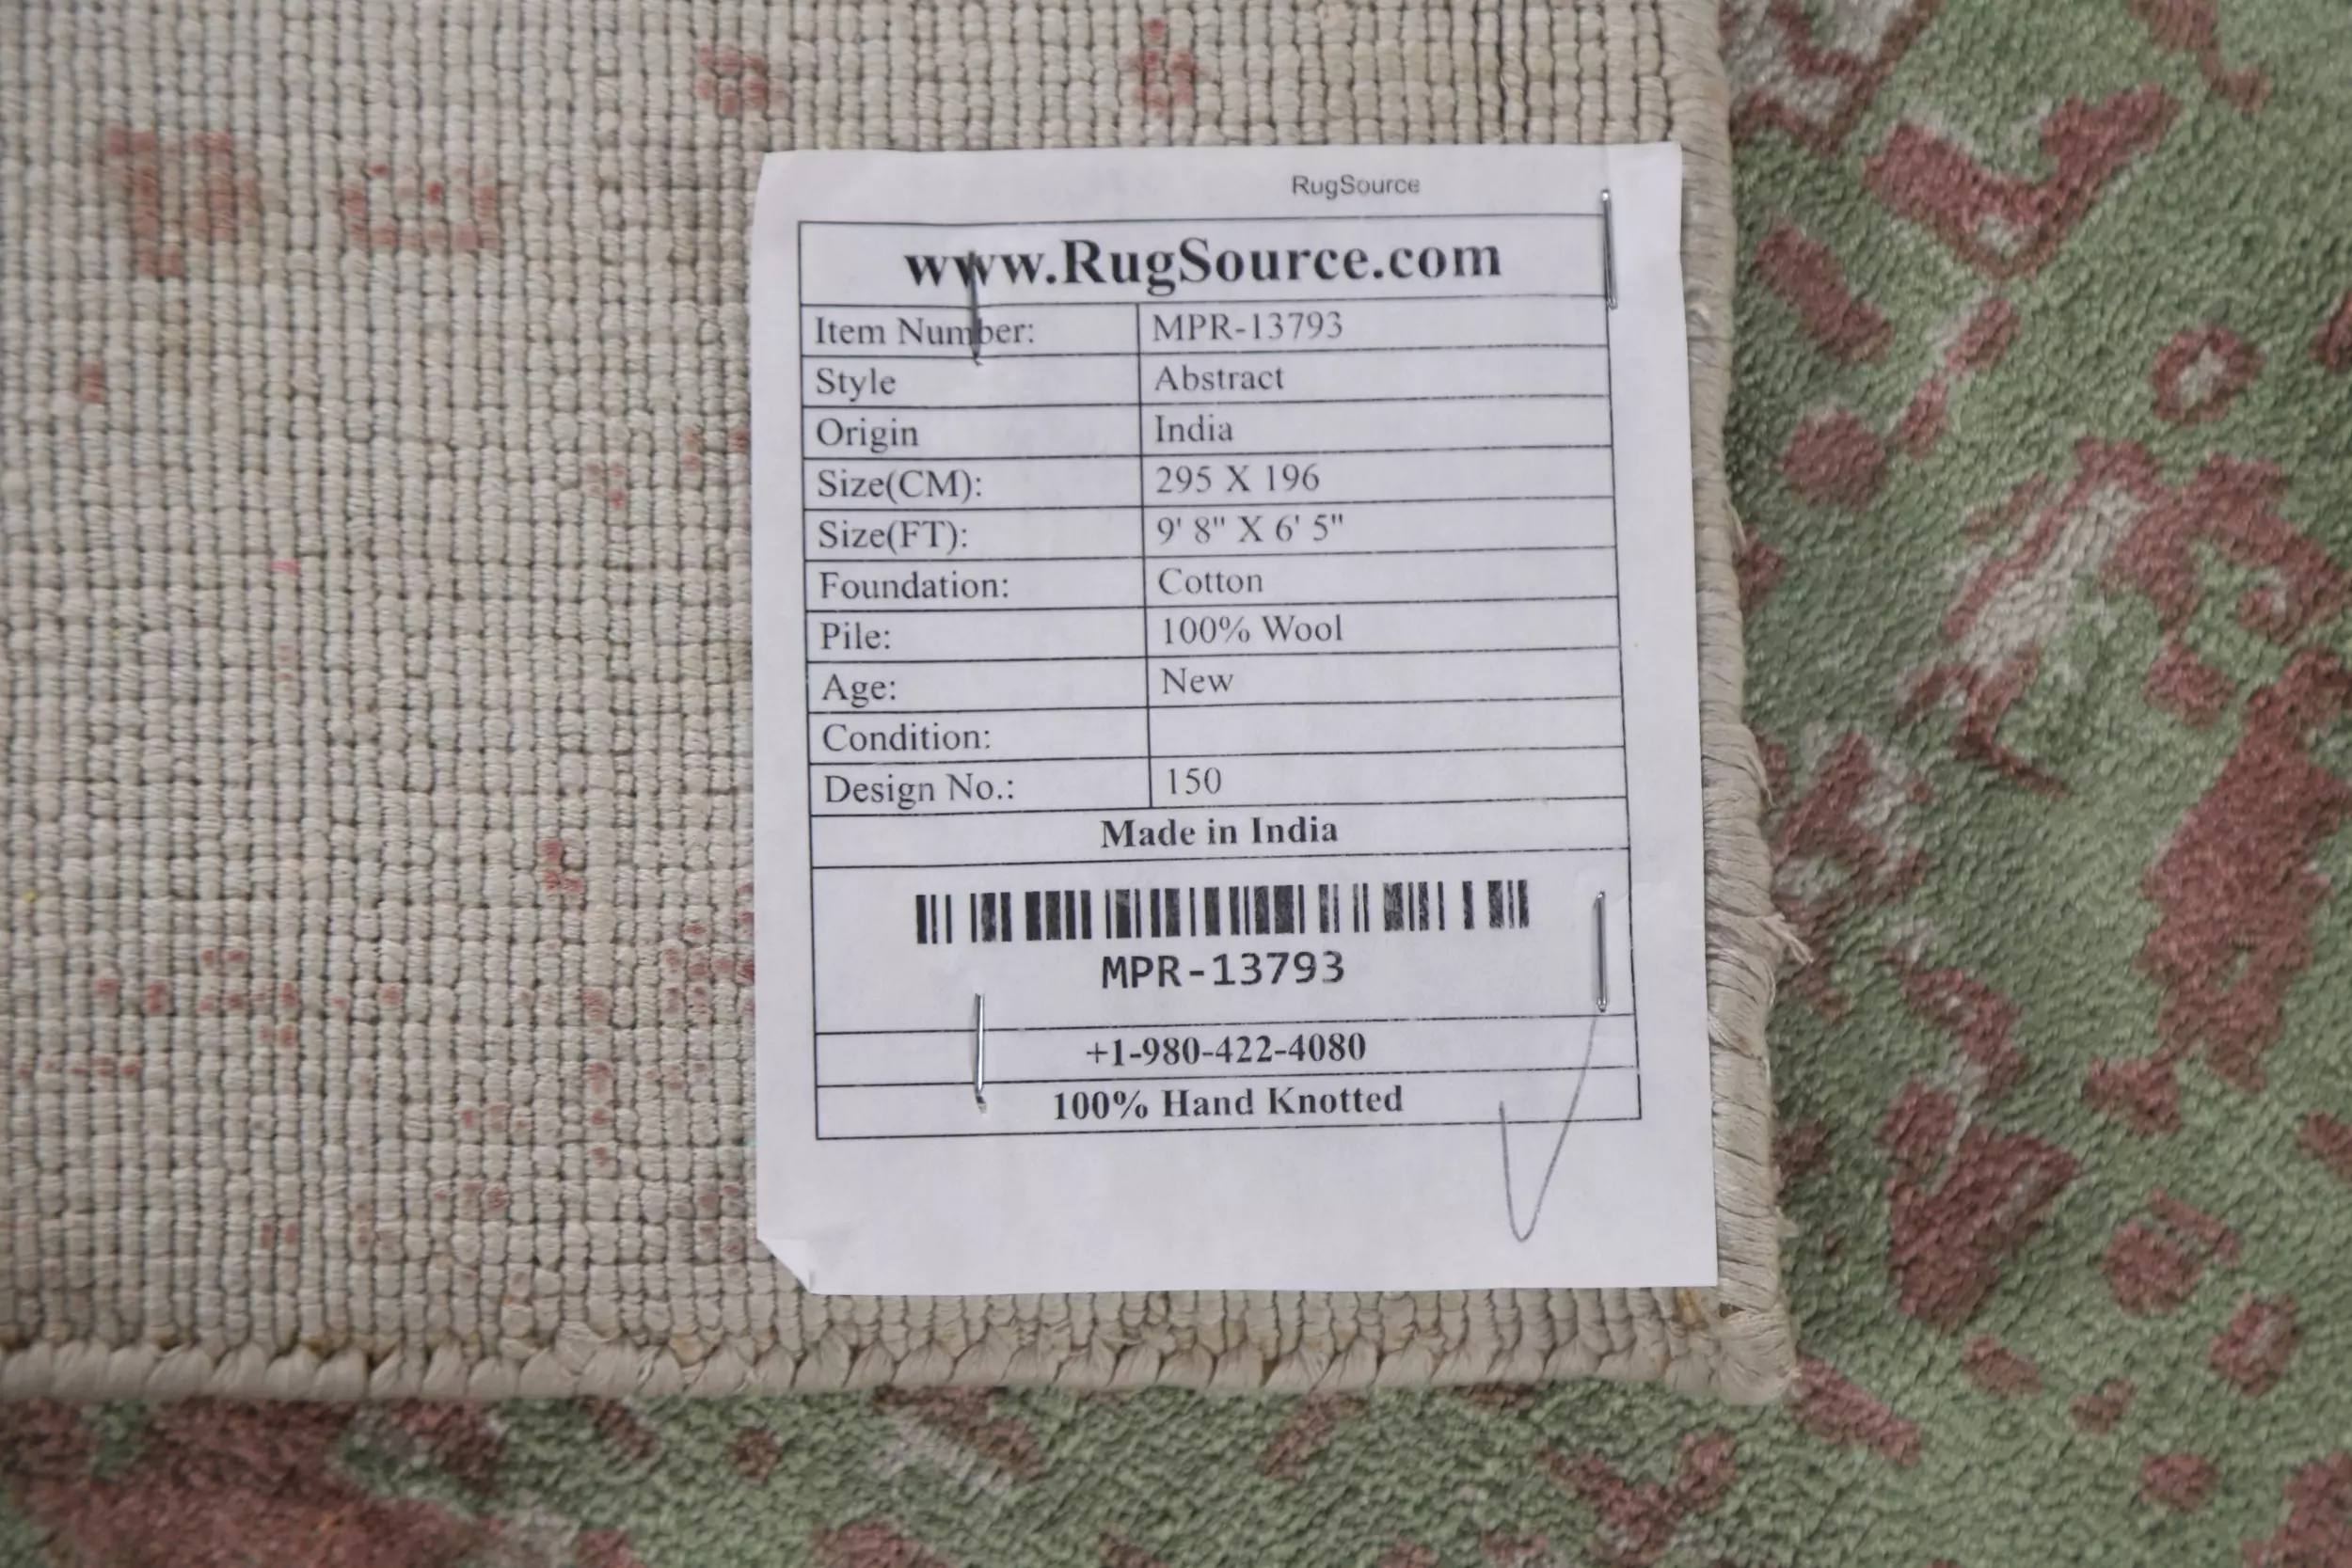 RugSource
www.RugSource.com
Item Number: MPR-13793
Style Abstract
Origin India
Size(CM): 295 X 196
Size(FT): 9' 8" X 6' 5"
Foundation: Cotton
Pile: 100% Wool
Age: New
Condition:
Design No.: 150
Made in India
MPR-13793
+1-980-422-4080
100% Hand Knotted